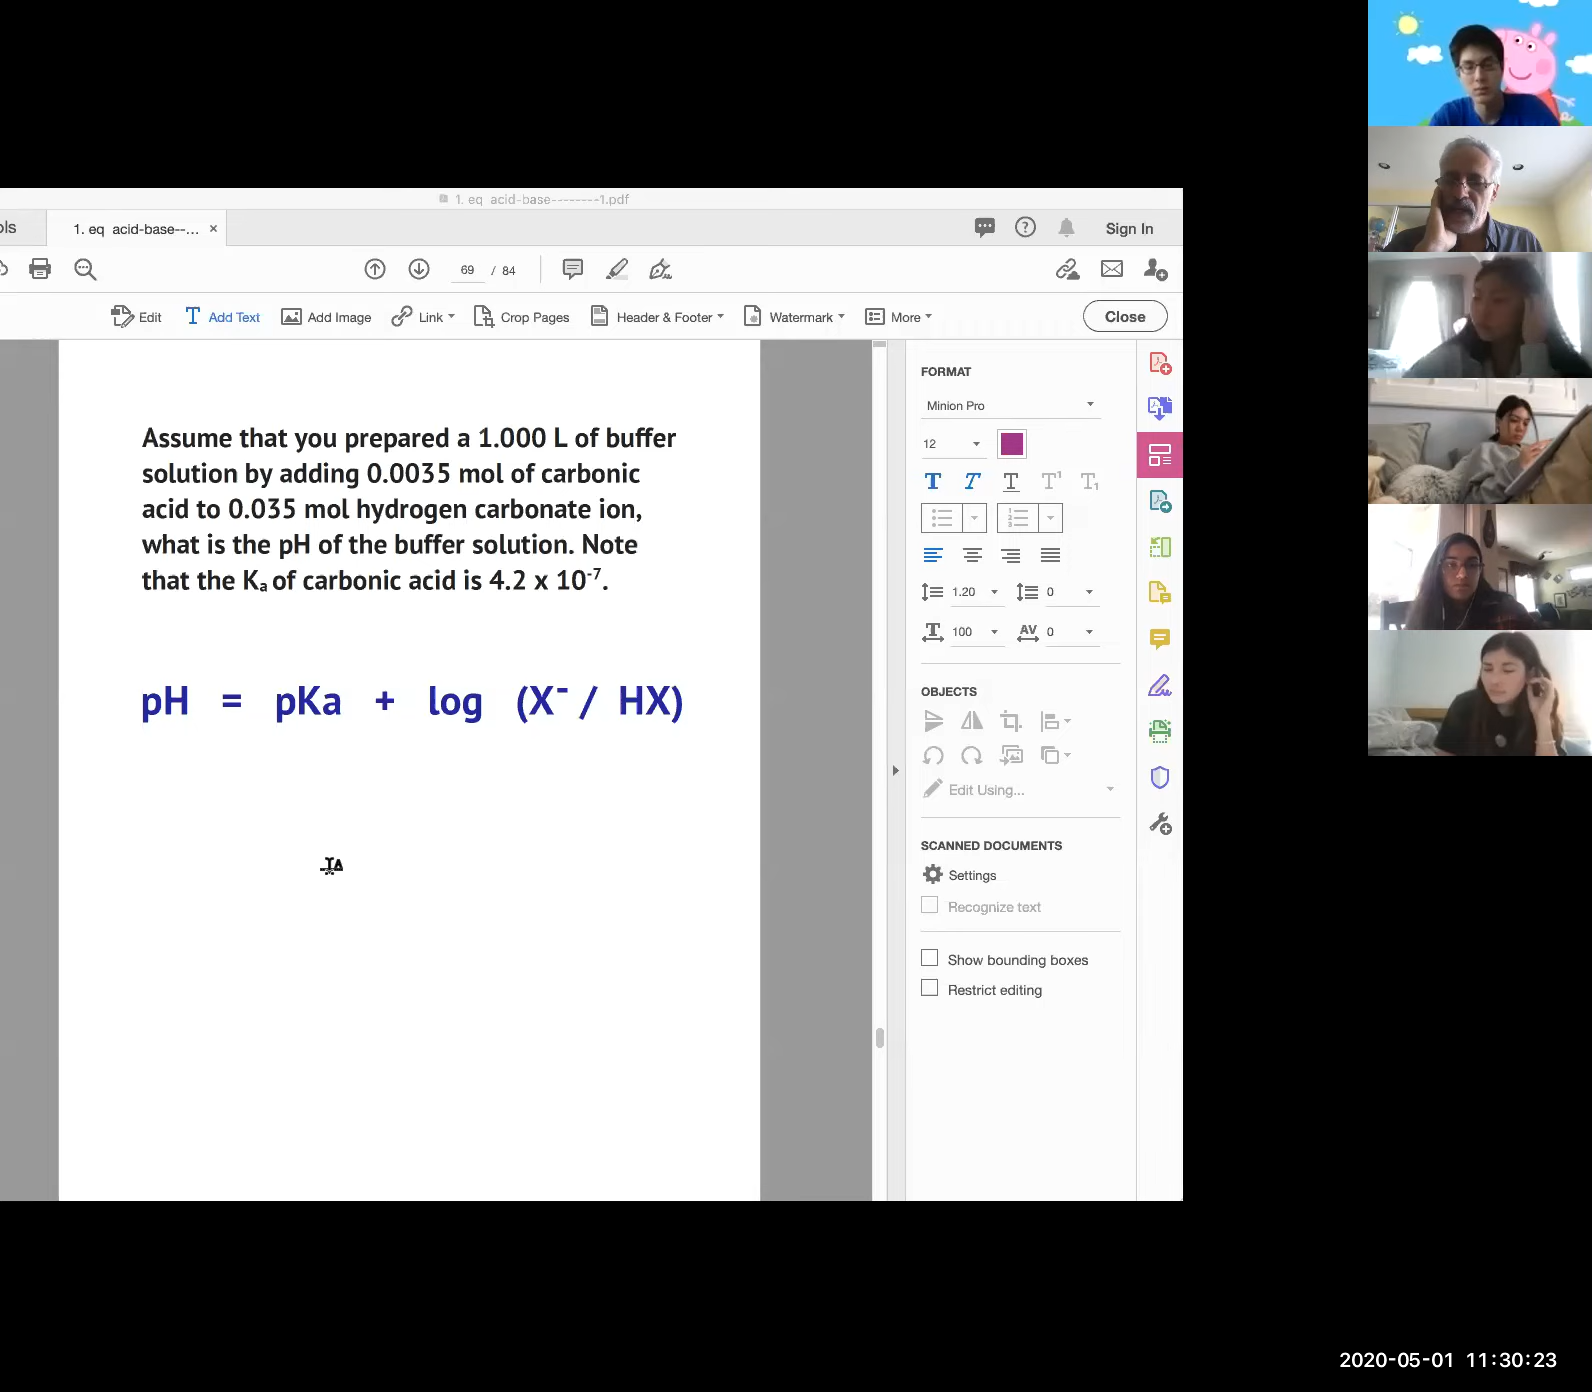 1. eq acid-base--------1.pdf
ols
1. eq acid-base--... ×
Sign In
69 / 84
Edit Add Text Add Image Link Crop Pages Header & Footer Watermark More Close
Assume that you prepared a 1.000 L of buffer
solution by adding 0.0035 mol of carbonic
acid to 0.035 mol hydrogen carbonate ion,
what is the pH of the buffer solution. Note
that the Kₐ of carbonic acid is 4.2 x 10⁻⁷.
pH = pKa + log (X⁻ / HX)
FORMAT
Minion Pro
12
T T T T¹ T₁
1.20 0
100 AV 0
OBJECTS
Edit Using...
SCANNED DOCUMENTS
Settings
Recognize text
Show bounding boxes
Restrict editing
2020-05-01 11:30:23